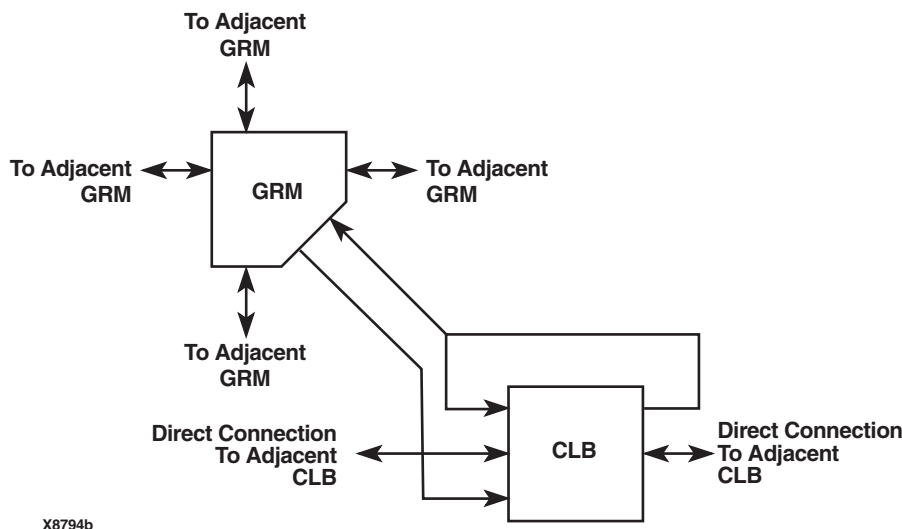 To Adjacent
GRM
To Adjacent
GRM
GRM
To Adjacent
GRM
To Adjacent
GRM
Direct Connection
To Adjacent
CLB
CLB
Direct Connection
To Adjacent
CLB
X8794b